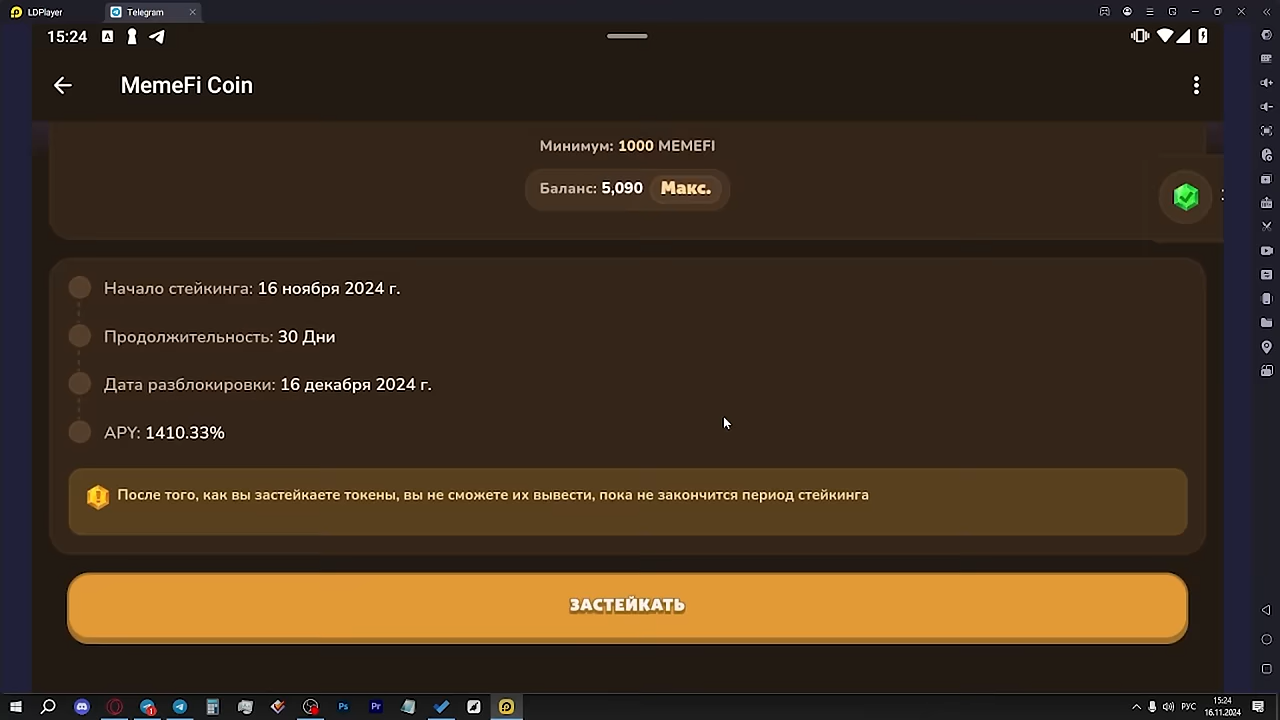 LDPlayer
Telegram
15:24
MemeFi Coin
Минимум: 1000 MEMEFI
Баланс: 5,090 Макс.
Начало стейкинга: 16 ноября 2024 г.
Продолжительность: 30 Дни
Дата разблокировки: 16 декабря 2024 г.
APY: 1410.33%
После того, как вы застейкаете токены, вы не сможете их вывести, пока не закончится период стейкинга
ЗАСТЕЙКАТЬ
Ps
Pr
РУС
15:24
16.11.2024